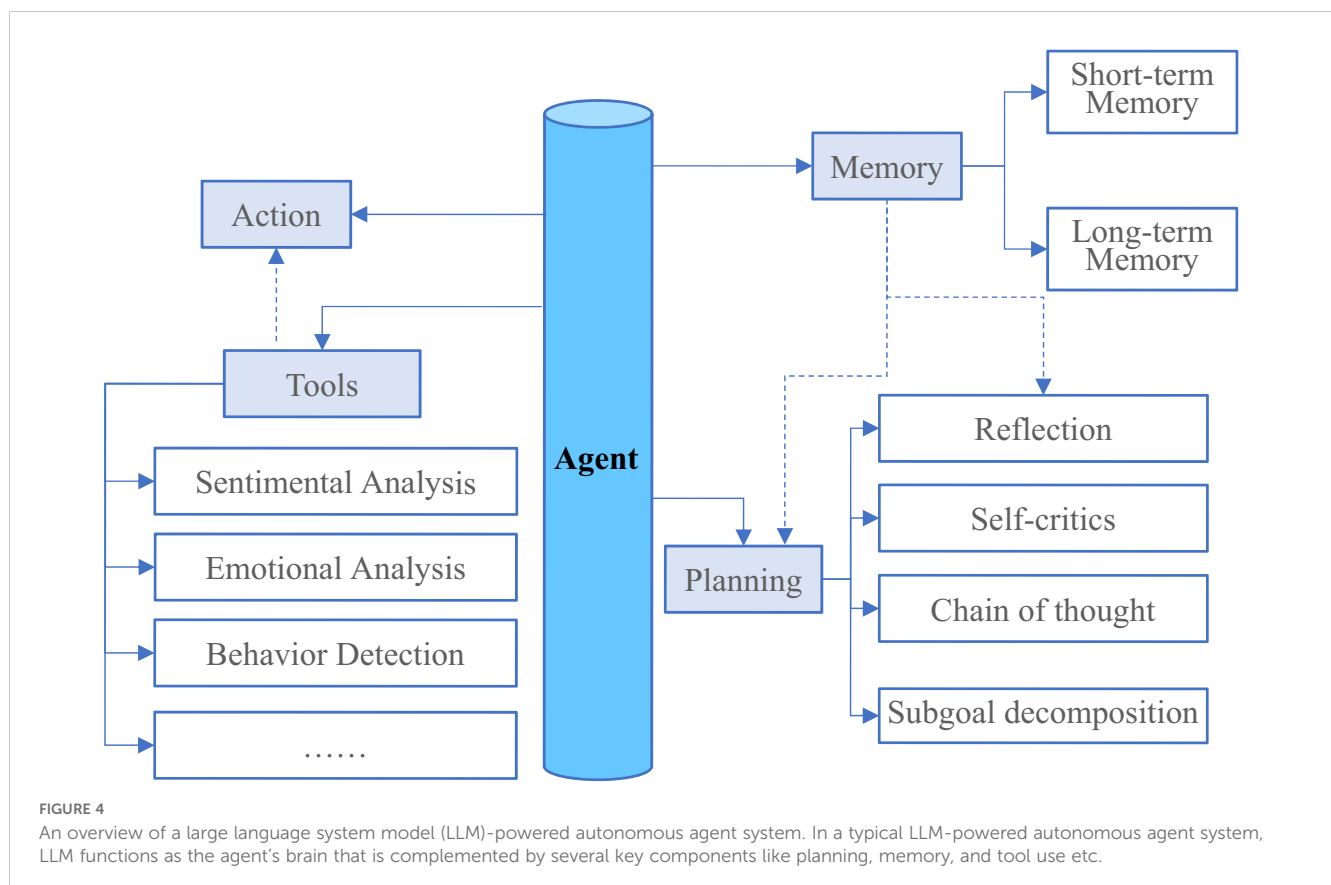 Short-term
Memory
Memory
Action
Long-term
Memory
Tools
Agent
Reflection
Sentimental Analysis
Self-critics
Emotional Analysis
Planning
Chain of thought
Behavior Detection
Subgoal decomposition
……
FIGURE 4
An overview of a large language system model (LLM)-powered autonomous agent system. In a typical LLM-powered autonomous agent system,
LLM functions as the agent's brain that is complemented by several key components like planning, memory, and tool use etc.